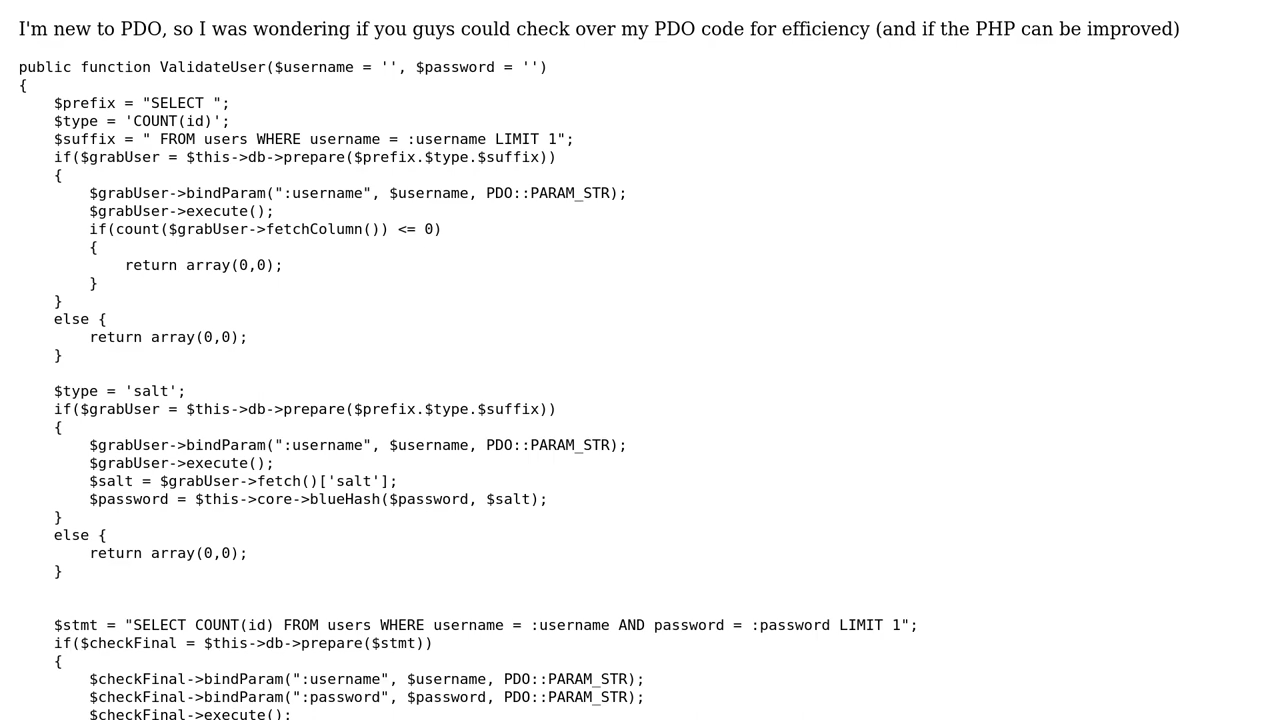 I'm new to PDO, so I was wondering if you guys could check over my PDO code for efficiency (and if the PHP can be improved)
public function ValidateUser($username = '', $password = '')
{
    $prefix = "SELECT ";
    $type = 'COUNT(id)';
    $suffix = " FROM users WHERE username = :username LIMIT 1";
    if($grabUser = $this->db->prepare($prefix.$type.$suffix))
    {
        $grabUser->bindParam(":username", $username, PDO::PARAM_STR);
        $grabUser->execute();
        if(count($grabUser->fetchColumn()) <= 0)
        {
            return array(0,0);
        }
    }
    else {
        return array(0,0);
    }

    $type = 'salt';
    if($grabUser = $this->db->prepare($prefix.$type.$suffix))
    {
        $grabUser->bindParam(":username", $username, PDO::PARAM_STR);
        $grabUser->execute();
        $salt = $grabUser->fetch()['salt'];
        $password = $this->core->blueHash($password, $salt);
    }
    else {
        return array(0,0);
    }


    $stmt = "SELECT COUNT(id) FROM users WHERE username = :username AND password = :password LIMIT 1";
    if($checkFinal = $this->db->prepare($stmt))
    {
        $checkFinal->bindParam(":username", $username, PDO::PARAM_STR);
        $checkFinal->bindParam(":password", $password, PDO::PARAM_STR);
        $checkFinal->execute();